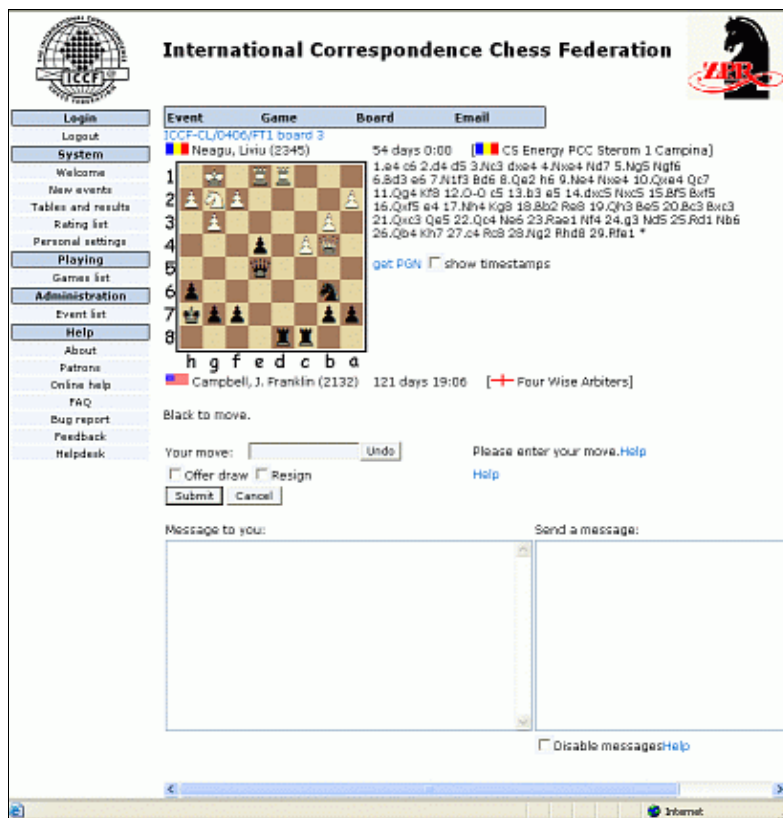 International Correspondence Chess Federation
ICCF
Login
Logout
System
Welcome
New events
Tables and results
Rating list
Personal settings
Playing
Games list
Administration
Event list
Help
About
Patrons
Online help
FAQ
Bug report
Feedback
Helpdesk
Event Game Board Email
ICCF-CL/0406/FT1 board 3
Neagu, Liviu (2345) 54 days 0:00 [ CS Energy PCC Sterom 1 Campina]
1.e4 c6 2.d4 d5 3.Nc3 dxe4 4.Nxe4 Nd7 5.Ng5 Ngf6
6.Bd3 e6 7.N1f3 Bd6 8.Qe2 h6 9.Ne4 Nxe4 10.Qxe4 Qc7
11.Qg4 Kf8 12.O-O c5 13.b3 e5 14.dxc5 Nxc5 15.Bf5 Bxf5
16.Qxf5 e4 17.Nh4 Kg8 18.Bb2 Re8 19.Qh3 Be5 20.Bc3 Bxc3
21.Qxc3 Qe5 22.Qc4 Ne6 23.Rae1 Nf4 24.g3 Nd5 25.Rd1 Nb6
26.Qb4 Kh7 27.c4 Rc8 28.Ng2 Rhd8 29.Rfe1 *
get PGN show timestamps
1
2
3
4
5
6
7
8
h g f e d c b a
Campbell, J. Franklin (2132) 121 days 19:06 [ Four Wise Arbiters]
Black to move.
Your move: Undo Please enter your move.Help
Offer draw Resign Help
Submit Cancel
Message to you: Send a message:
Disable messagesHelp
Internet